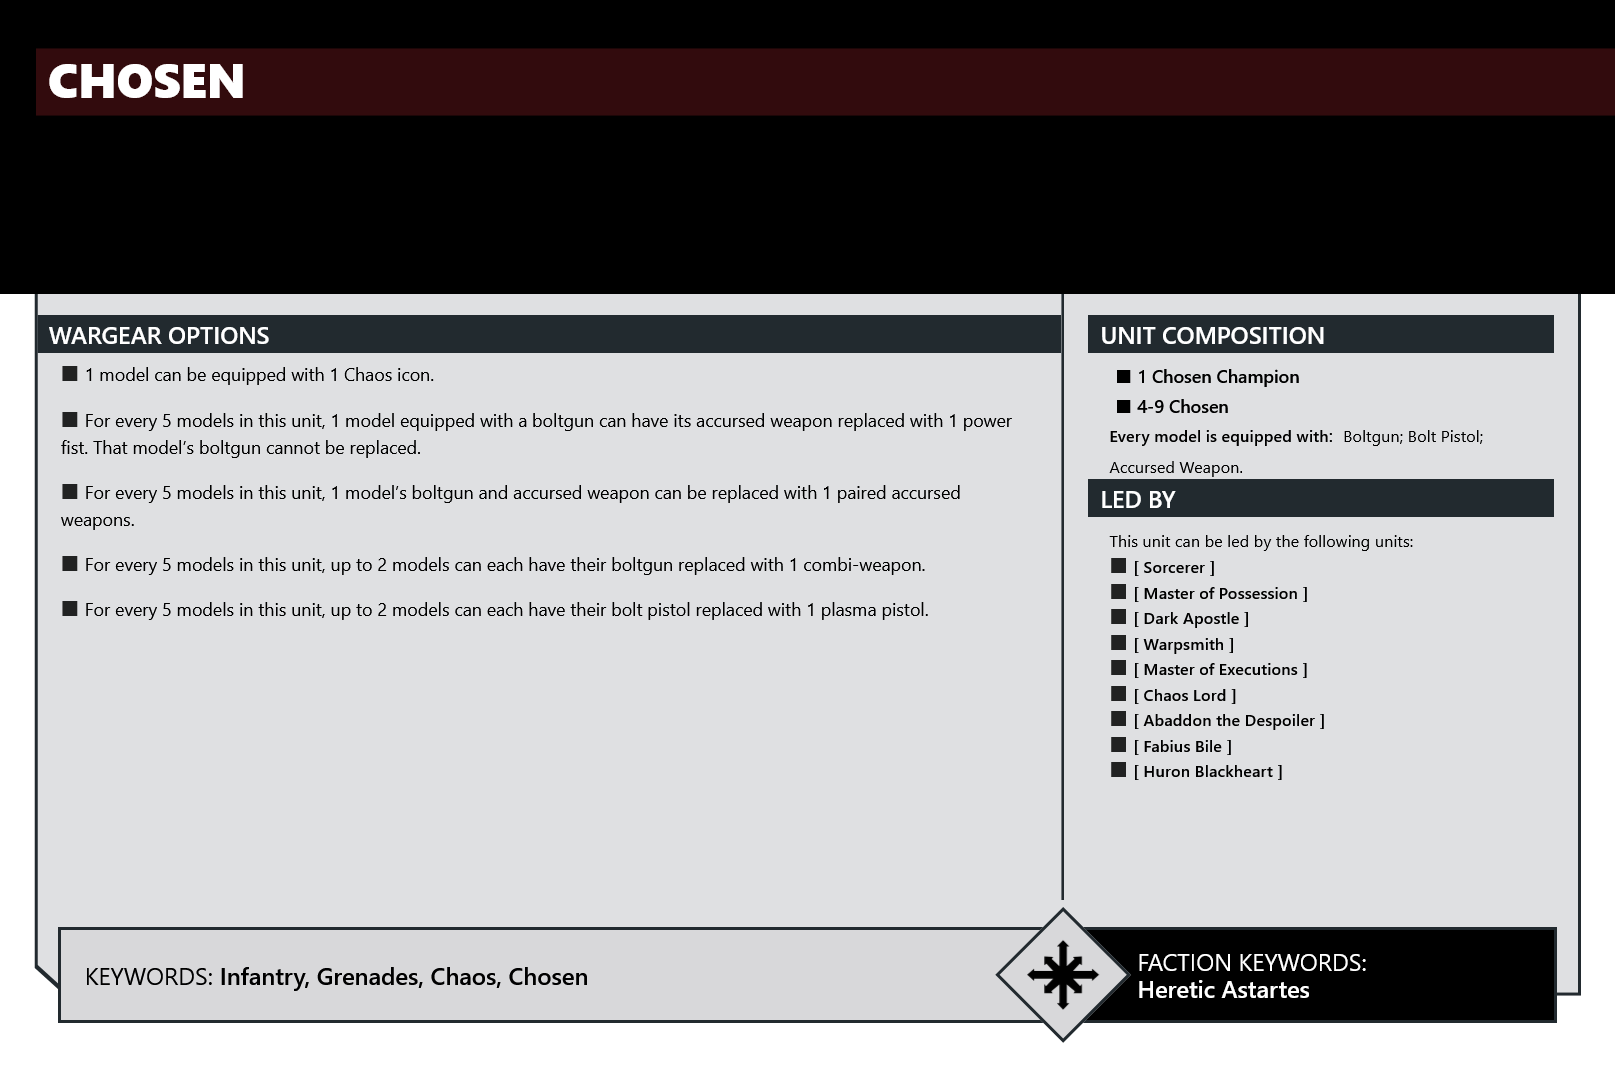 CHOSEN
WARGEAR OPTIONS
■ 1 model can be equipped with 1 Chaos icon.
■ For every 5 models in this unit, 1 model equipped with a boltgun can have its accursed weapon replaced with 1 power
fist. That model’s boltgun cannot be replaced.
■ For every 5 models in this unit, 1 model’s boltgun and accursed weapon can be replaced with 1 paired accursed
weapons.
■ For every 5 models in this unit, up to 2 models can each have their boltgun replaced with 1 combi-weapon.
■ For every 5 models in this unit, up to 2 models can each have their bolt pistol replaced with 1 plasma pistol.
UNIT COMPOSITION
■ 1 Chosen Champion
■ 4-9 Chosen
Every model is equipped with: Boltgun; Bolt Pistol;
Accursed Weapon.
LED BY
This unit can be led by the following units:
■ [ Sorcerer ]
■ [ Master of Possession ]
■ [ Dark Apostle ]
■ [ Warpsmith ]
■ [ Master of Executions ]
■ [ Chaos Lord ]
■ [ Abaddon the Despoiler ]
■ [ Fabius Bile ]
■ [ Huron Blackheart ]
KEYWORDS: Infantry, Grenades, Chaos, Chosen
FACTION KEYWORDS:
Heretic Astartes